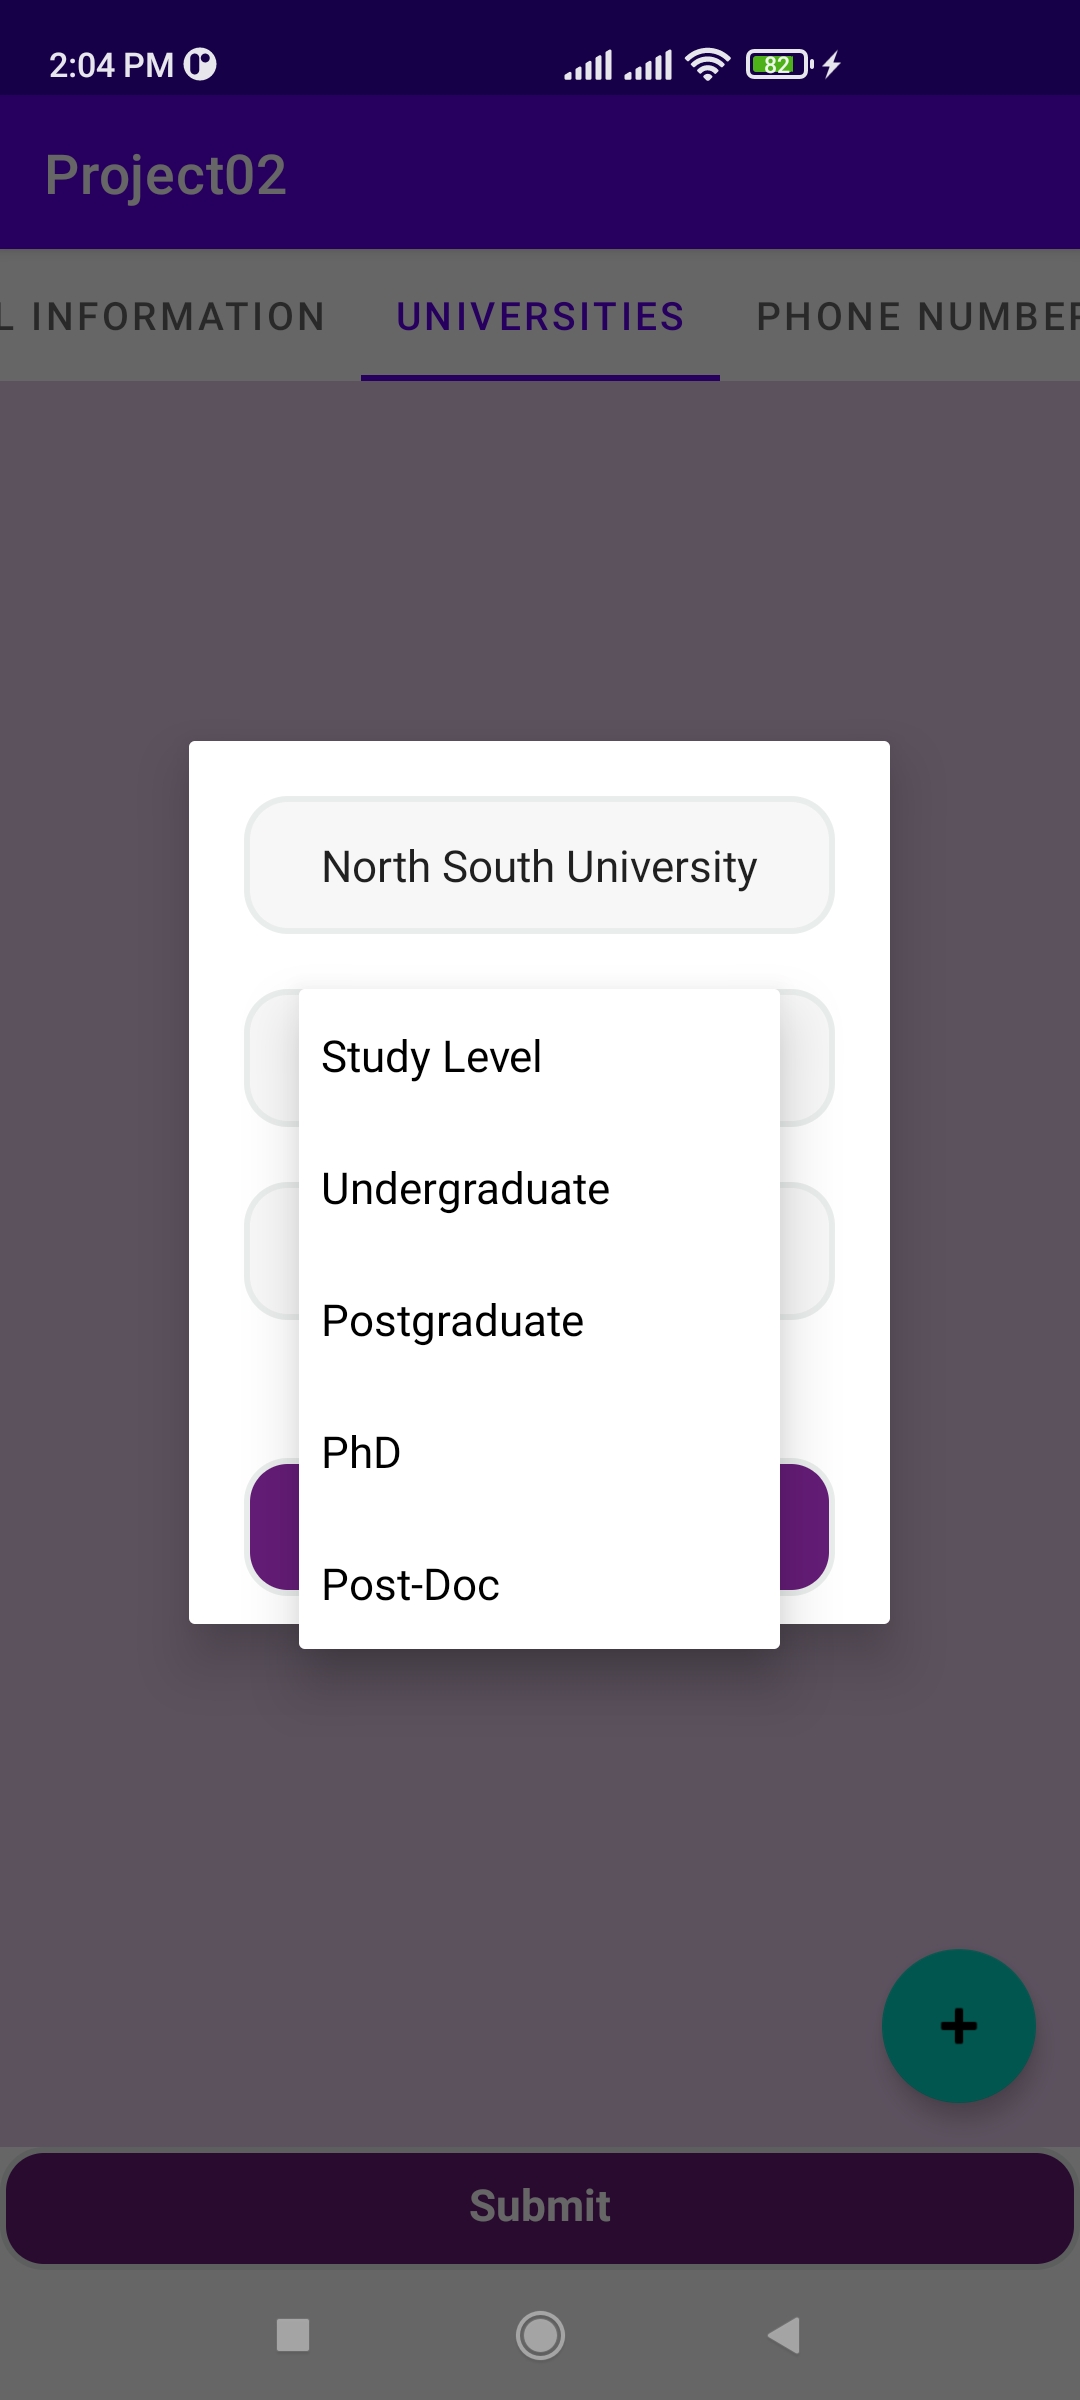 2:04 PM
82
Project02
L INFORMATION
UNIVERSITIES
PHONE NUMBER
North South University
Study Level
Undergraduate
Postgraduate
PhD
Post-Doc
Submit